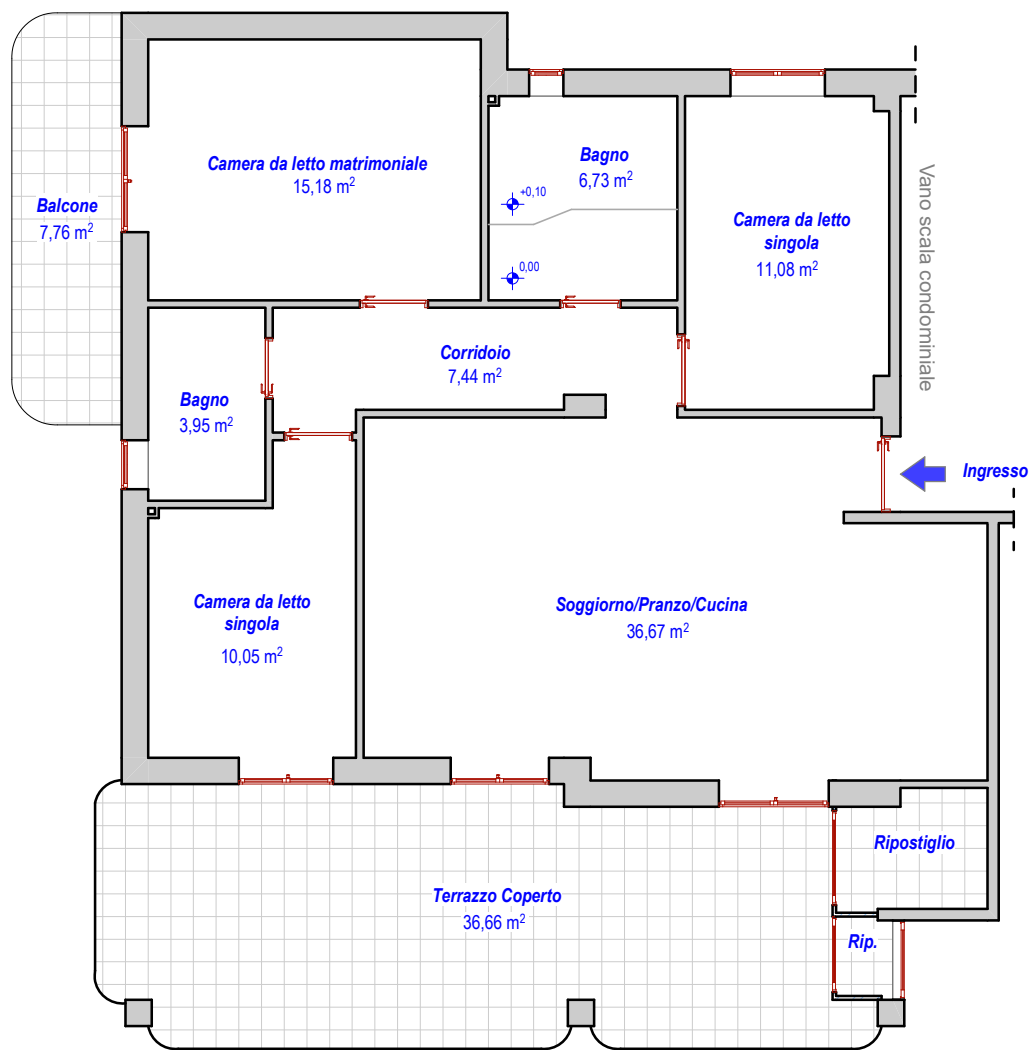 Camera da letto matrimoniale
15,18 m²
Bagno
6,73 m²
+0,10
0,00
Balcone
7,76 m²
Camera da letto
singola
11,08 m²
Vano scala condominiale
Corridoio
7,44 m²
Bagno
3,95 m²
Ingresso
Camera da letto
singola
10,05 m²
Soggiorno/Pranzo/Cucina
36,67 m²
Ripostiglio
Terrazzo Coperto
36,66 m²
Rip.